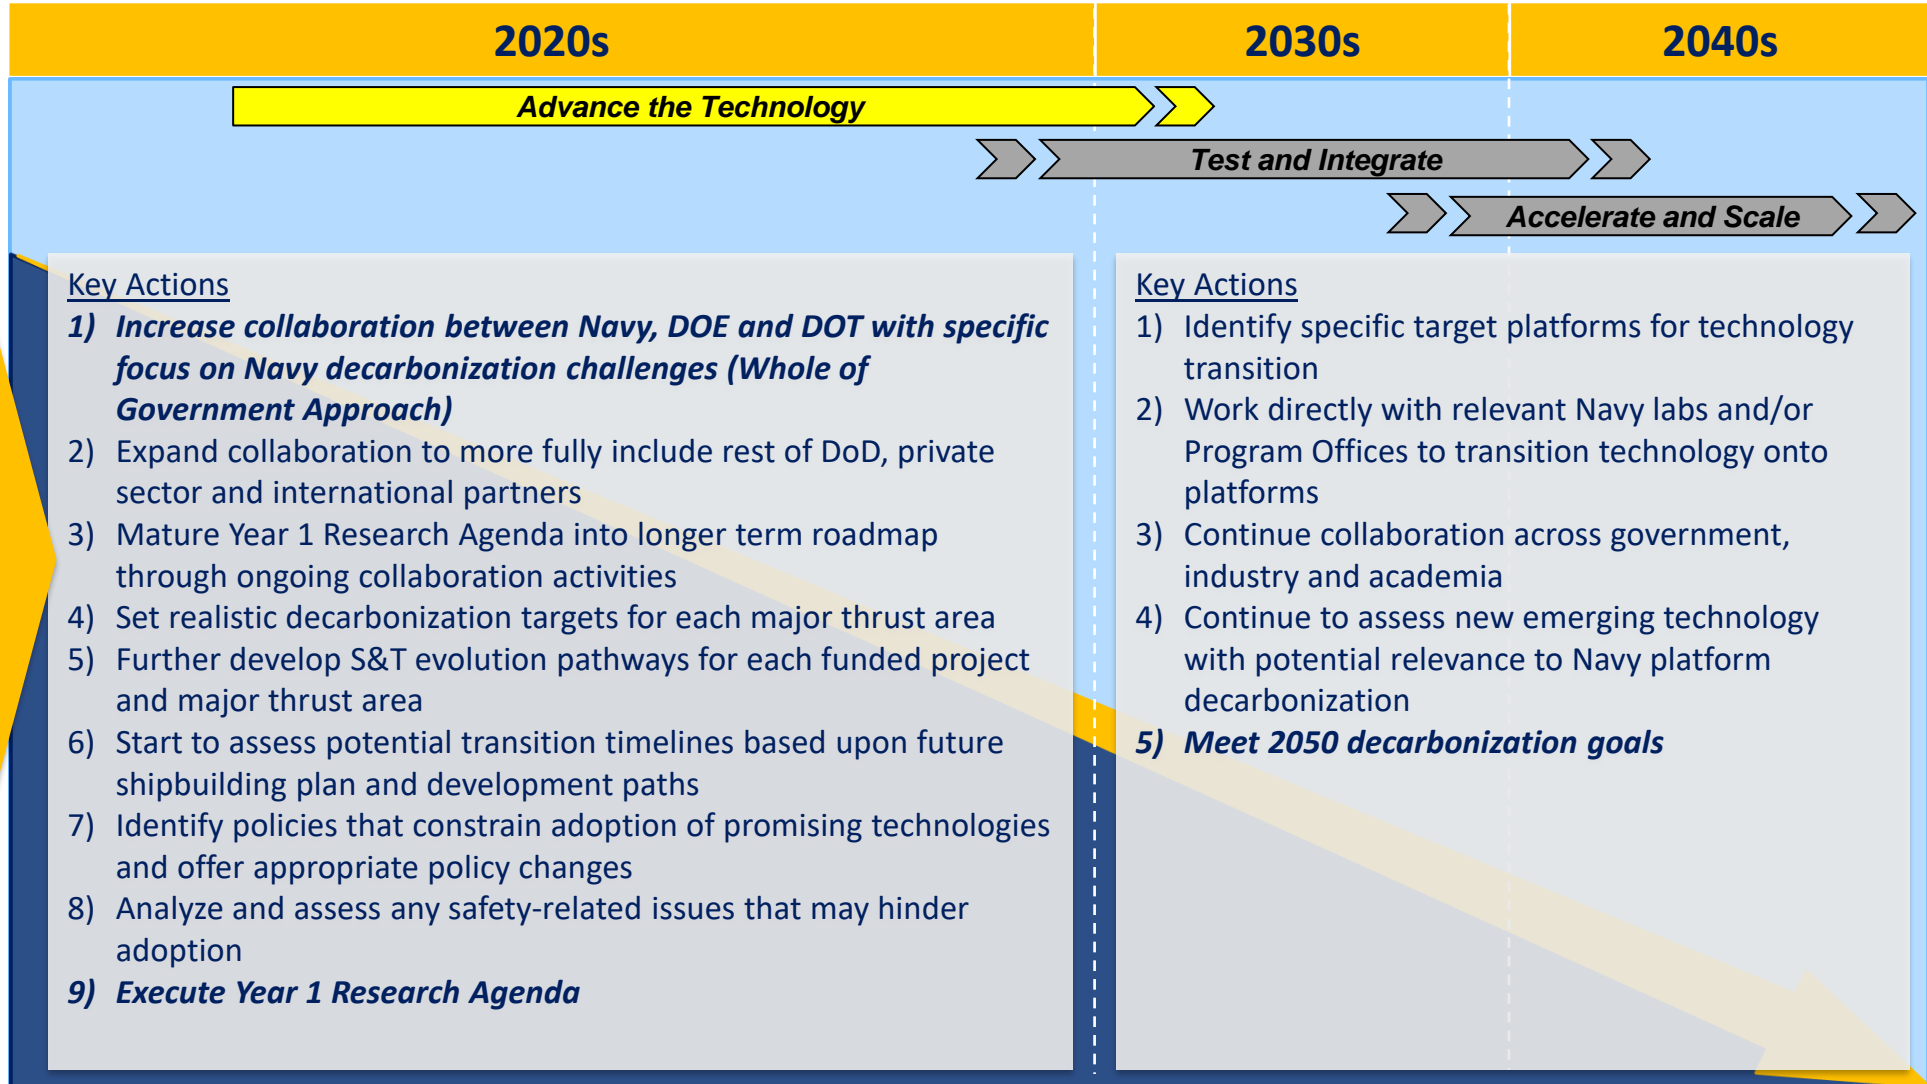 2020s
2030s
2040s
Advance the Technology
Test and Integrate
Accelerate and Scale
Key Actions
1) Increase collaboration between Navy, DOE and DOT with specific
focus on Navy decarbonization challenges (Whole of
Government Approach)
2) Expand collaboration to more fully include rest of DoD, private
sector and international partners
3) Mature Year 1 Research Agenda into longer term roadmap
through ongoing collaboration activities
4) Set realistic decarbonization targets for each major thrust area
5) Further develop S&T evolution pathways for each funded project
and major thrust area
6) Start to assess potential transition timelines based upon future
shipbuilding plan and development paths
7) Identify policies that constrain adoption of promising technologies
and offer appropriate policy changes
8) Analyze and assess any safety-related issues that may hinder
adoption
9) Execute Year 1 Research Agenda
Key Actions
1) Identify specific target platforms for technology
transition
2) Work directly with relevant Navy labs and/or
Program Offices to transition technology onto
platforms
3) Continue collaboration across government,
industry and academia
4) Continue to assess new emerging technology
with potential relevance to Navy platform
decarbonization
5) Meet 2050 decarbonization goals